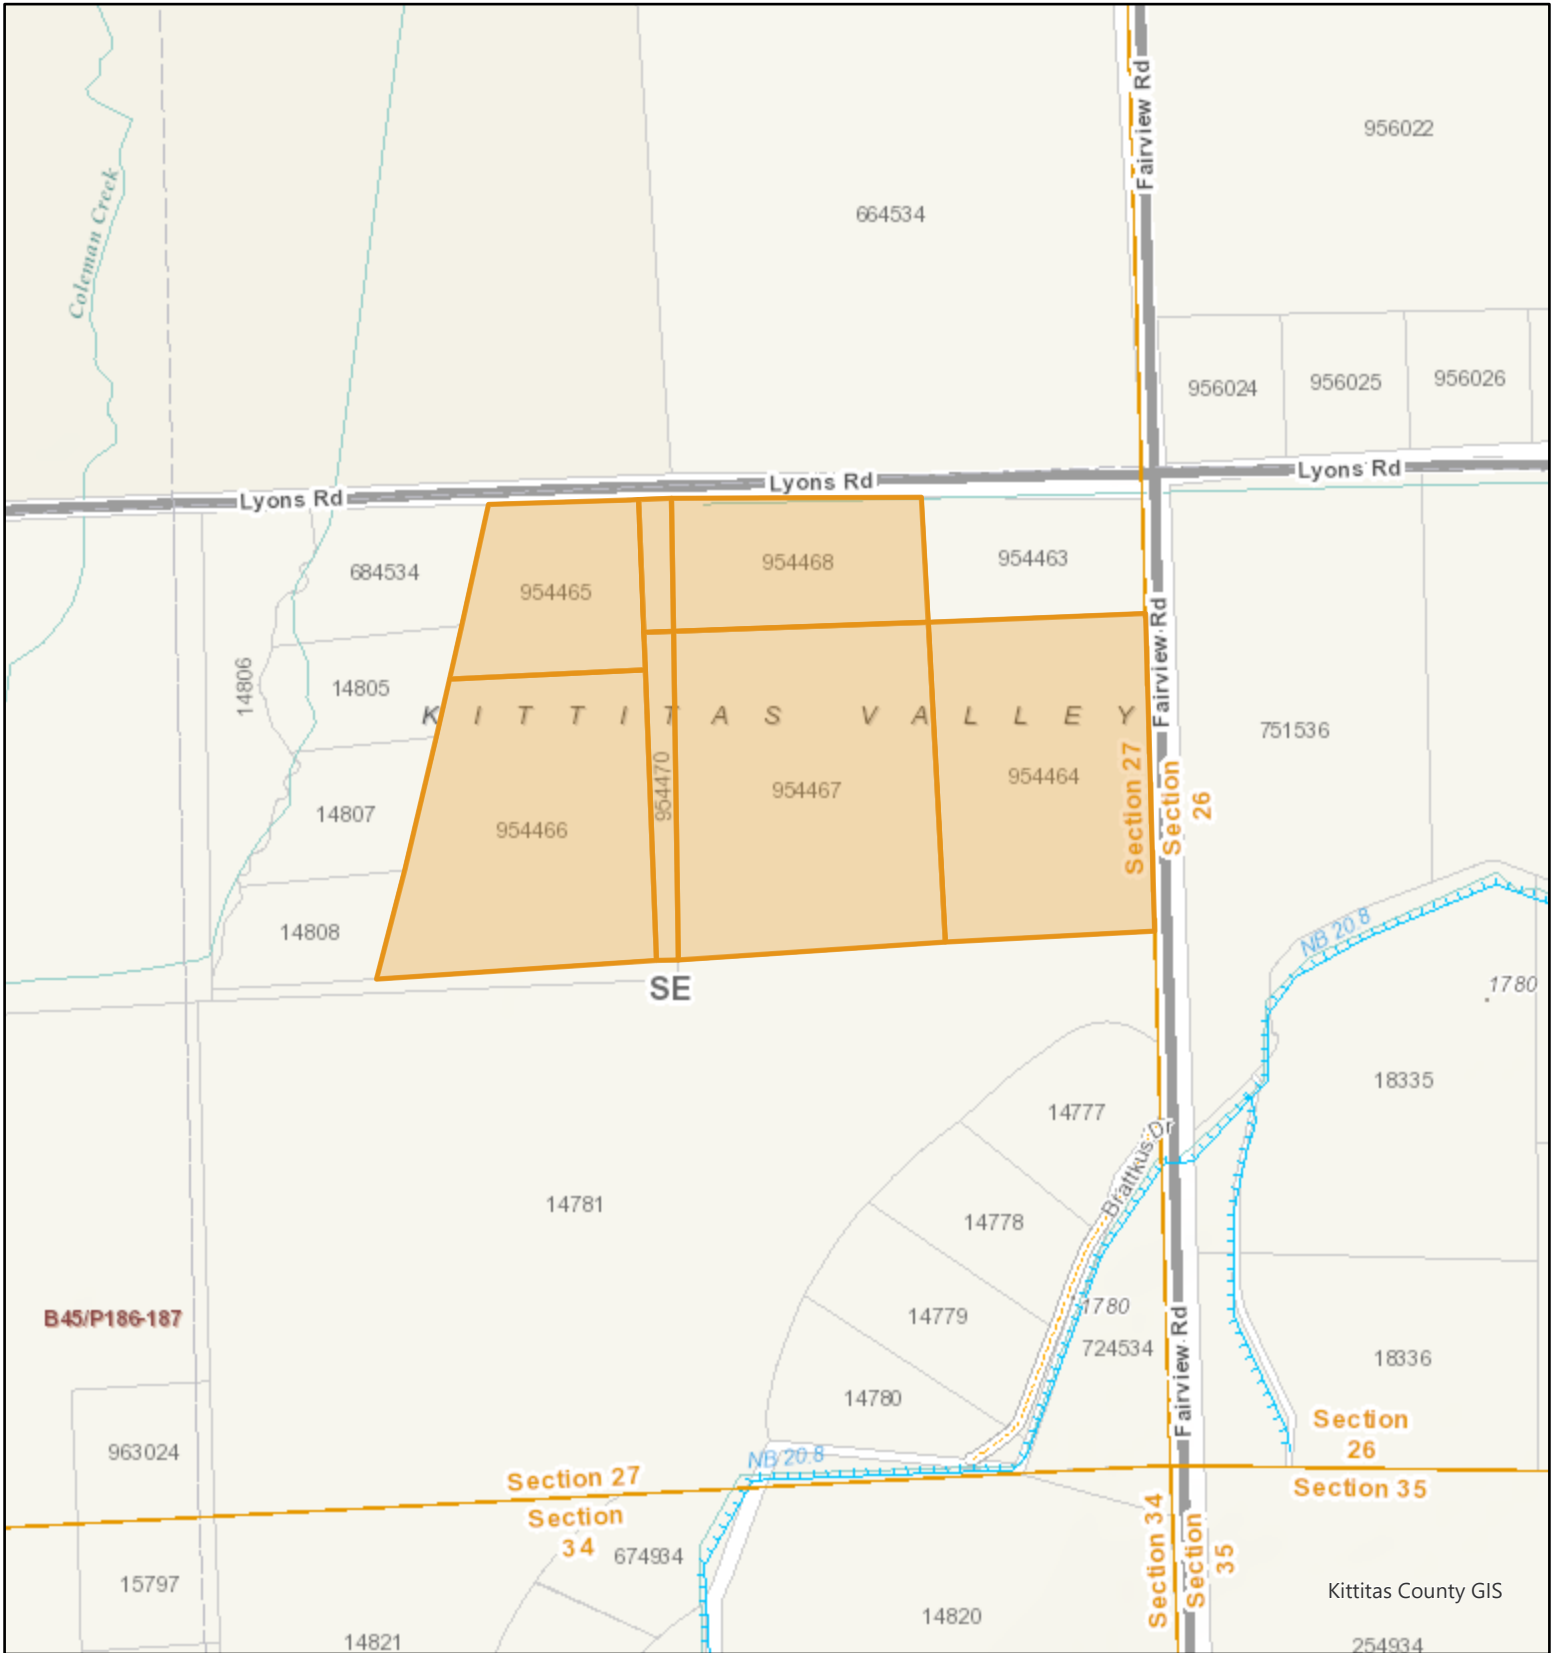 Fairview Rd
956022
Coleman Creek
664534
956024
956025
956026
Lyons Rd
Lyons Rd
Lyons Rd
684534
954465
954468
954463
14806
14805
KITTITAS VALLEY
Fairview Rd
751536
954470
954467
954464
Section 27
Section
26
14807
954466
14808
NB 20.8
SE
1780
18335
14777
Brattkus Dr
14781
14778
1780
14779
724534
B45/P186-187
Fairview Rd
18336
14780
Section
26
963024
NB 20.8
Section 27
Section 35
Section
34
Section 34
Section
35
674934
15797
Kittitas County GIS
14820
14821
254934